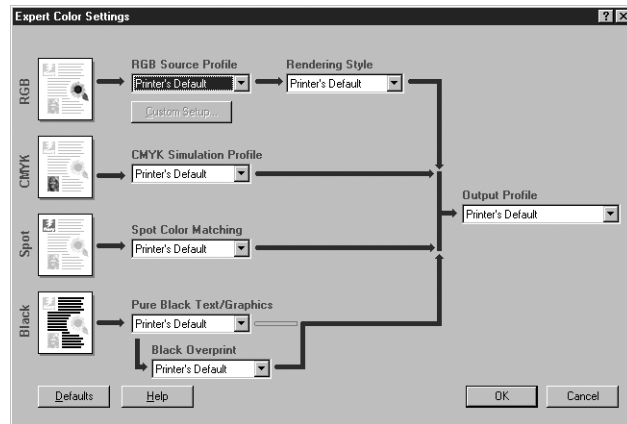 Expert Color Settings
RGB
RGB Source Profile
Printer's Default
Custom Setup...
Rendering Style
Printer's Default
CMYK
CMYK Simulation Profile
Printer's Default
Output Profile
Printer's Default
Spot
Spot Color Matching
Printer's Default
Black
Pure Black Text/Graphics
Printer's Default
Black Overprint
Printer's Default
Defaults
Help
OK
Cancel